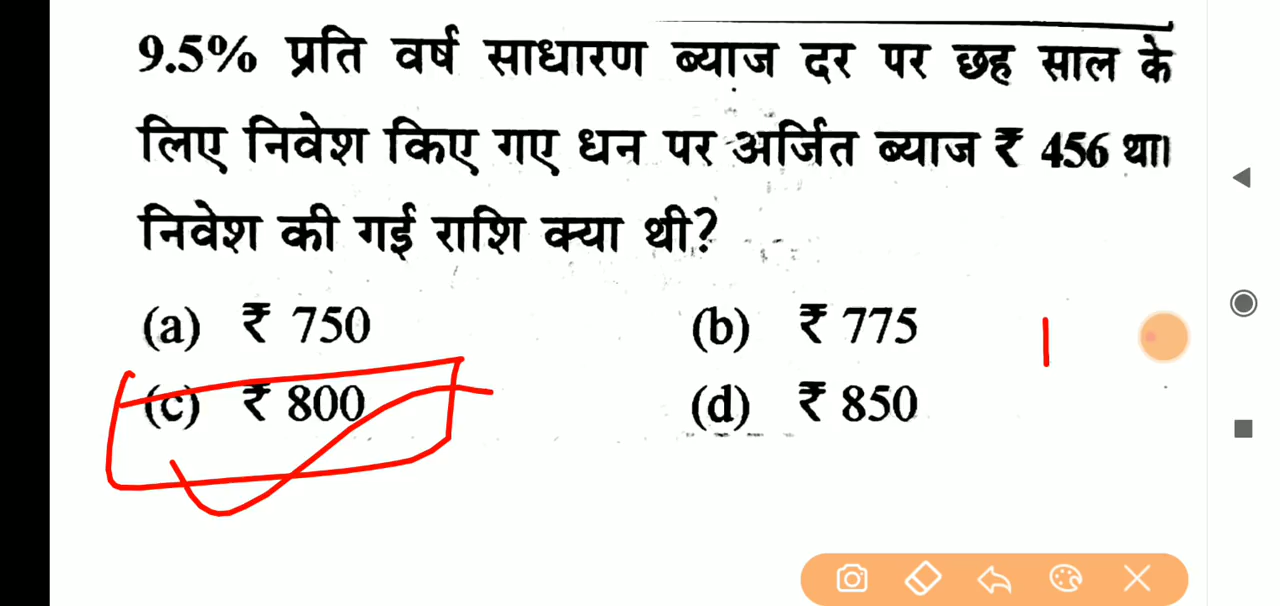 9.5% प्रति वर्ष साधारण ब्याज दर पर छह साल के
लिए निवेश किए गए धन पर अर्जित ब्याज ₹ 456 था।
निवेश की गई राशि क्या थी?
(a) ₹ 750 (b) ₹ 775
(c) ₹ 800 (d) ₹ 850